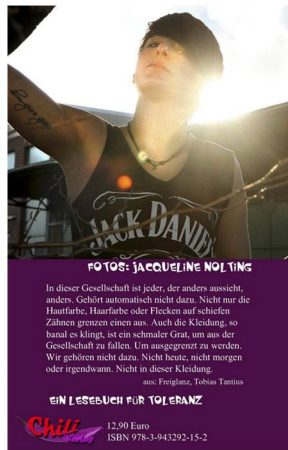 JACK DANIE
FOTOS: JACQUELINE NOLTING
In dieser Gesellschaft ist jeder, der anders aussieht,
anders. Gehört automatisch nicht dazu. Nicht nur die
Hautfarbe, Haarfarbe oder Flecken auf schiefen
Zähnen grenzen einen aus. Auch die Kleidung, so
banal es klingt, ist ein schmaler Grat, um aus der
Gesellschaft zu fallen. Um ausgegrenzt zu werden.
Wir gehören nicht dazu. Nicht heute, nicht morgen
oder irgendwann. Nicht in dieser Kleidung.
aus: Freiglanz, Tobias Tantius
EIN LESEBUCH FÜR TOLERANZ
Chili
Verlag
12,90 Euro
ISBN 978-3-943292-15-2